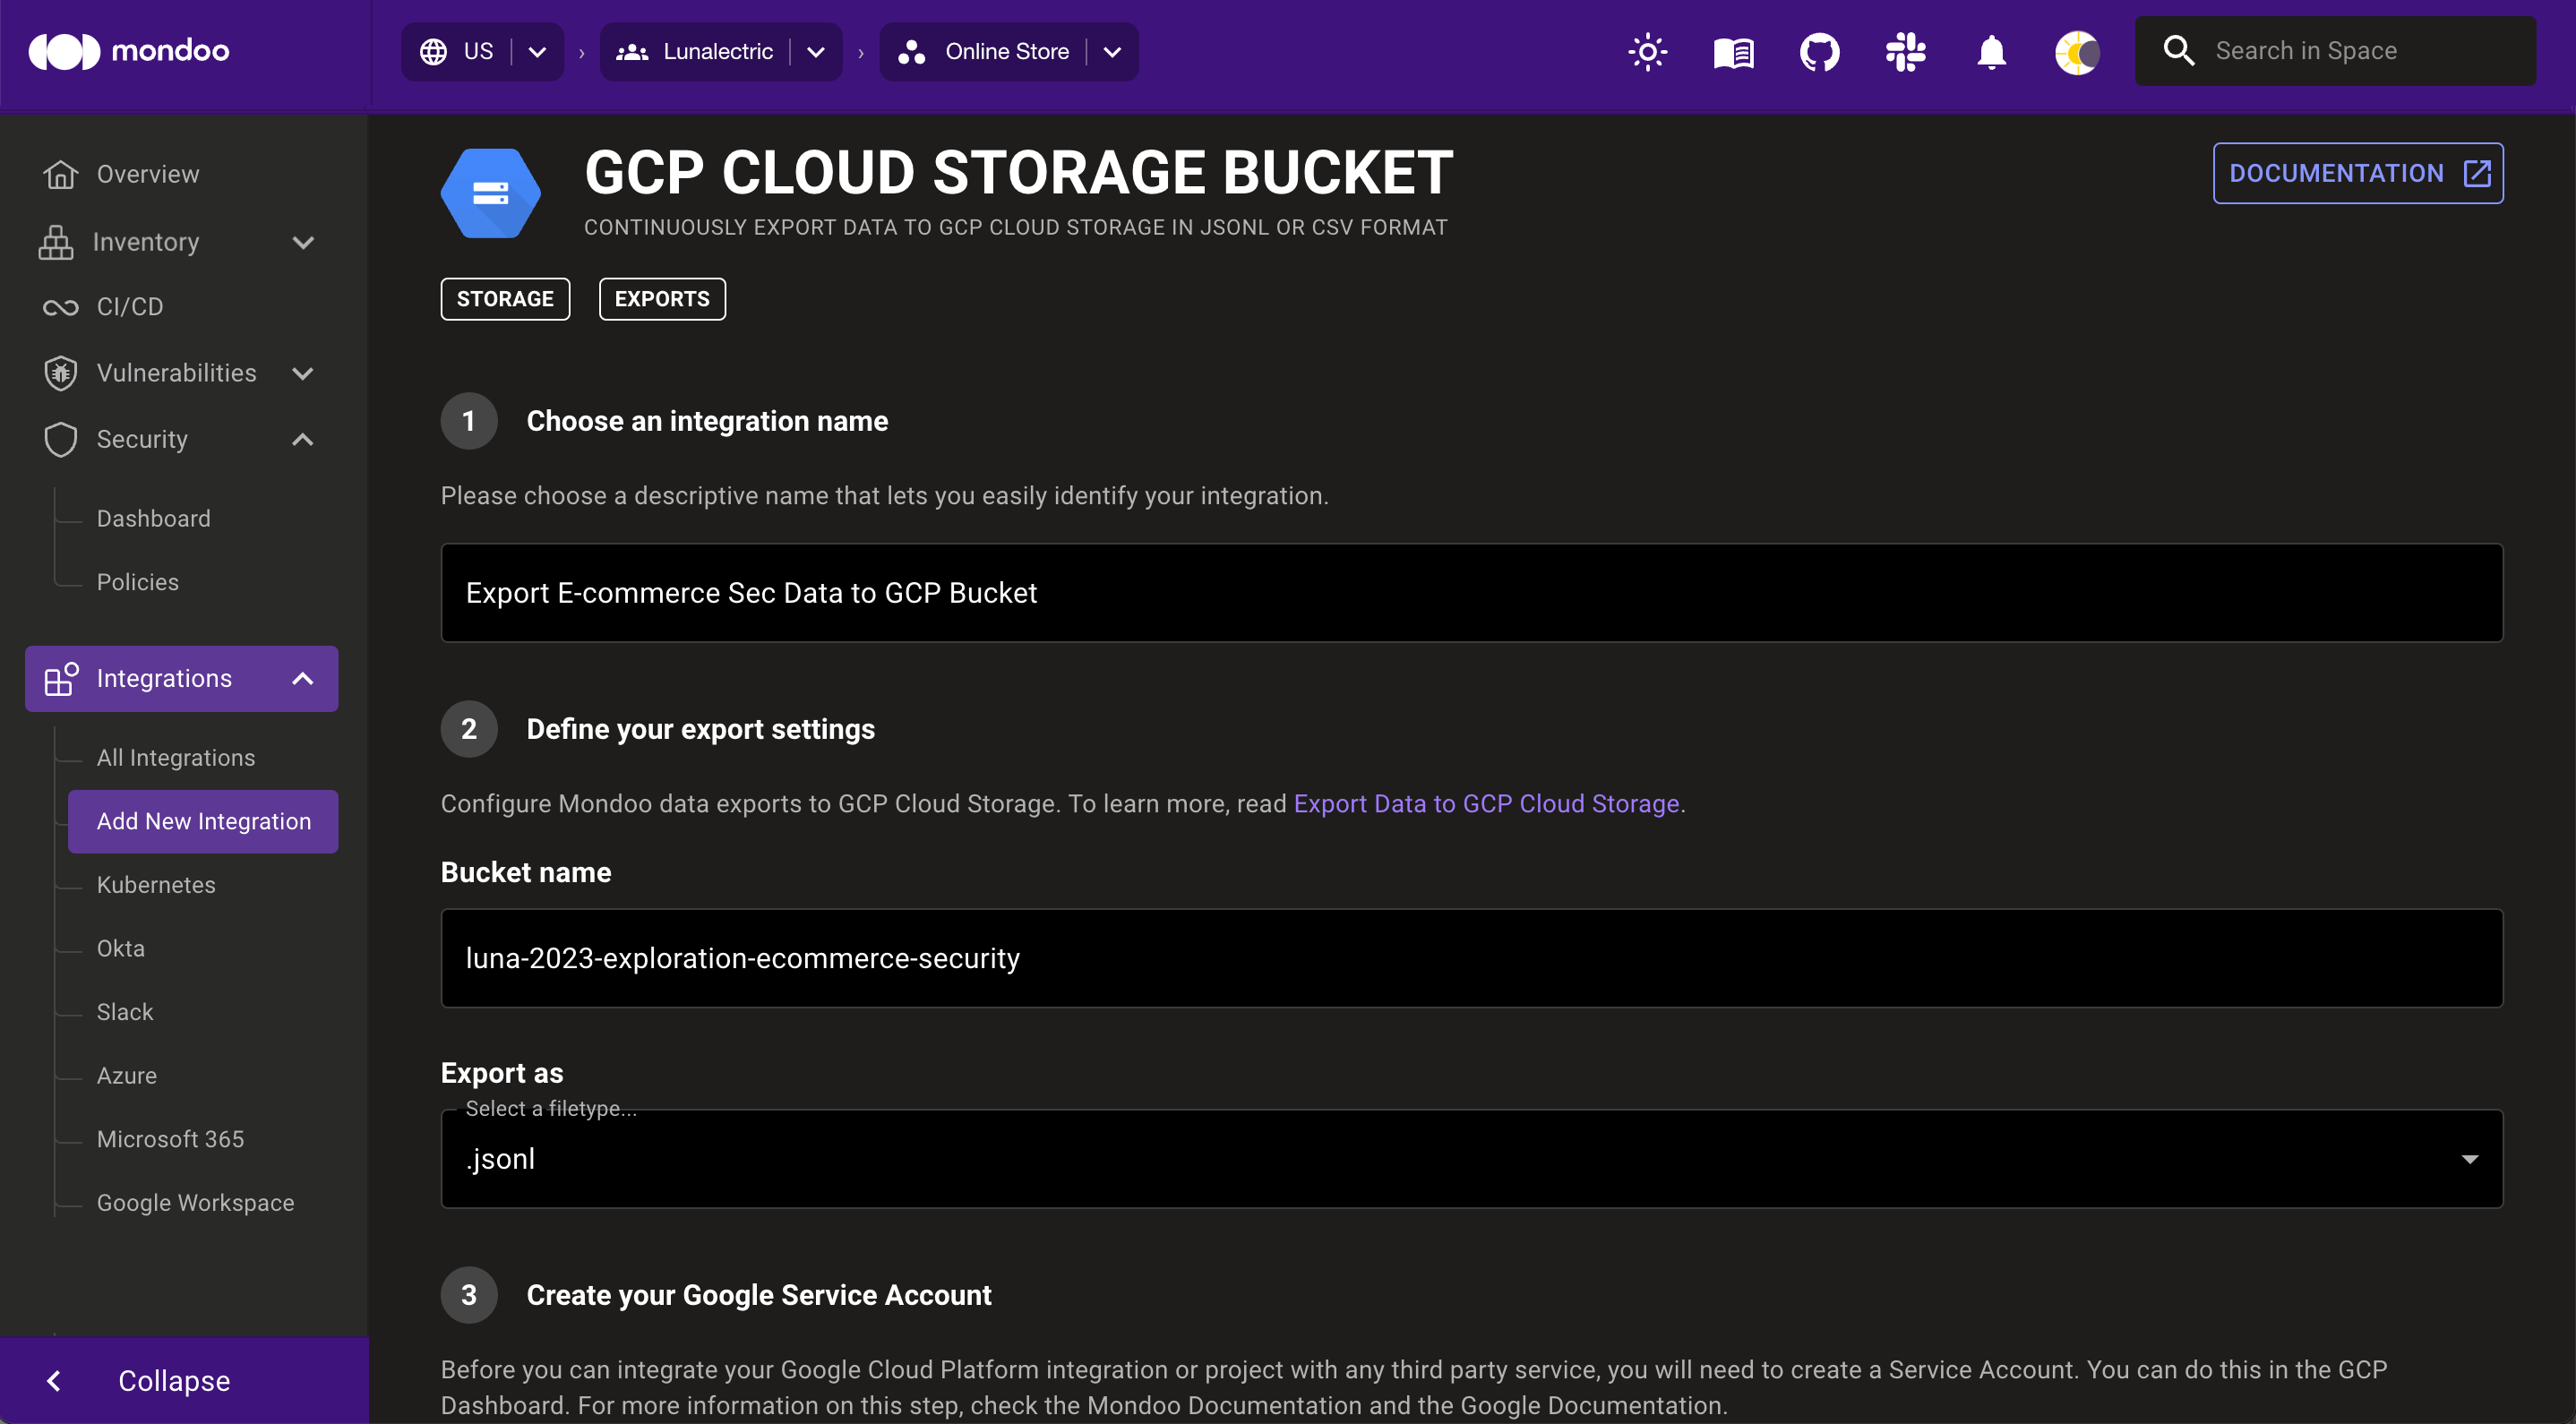 mondoo
US
Lunalectric
Online Store
Search in Space
Overview
Inventory
CI/CD
Vulnerabilities
Security
Dashboard
Policies
Integrations
All Integrations
Add New Integration
Kubernetes
Okta
Slack
Azure
Microsoft 365
Google Workspace
Collapse
GCP CLOUD STORAGE BUCKET
CONTINUOUSLY EXPORT DATA TO GCP CLOUD STORAGE IN JSONL OR CSV FORMAT
DOCUMENTATION
STORAGE
EXPORTS
1
Choose an integration name
Please choose a descriptive name that lets you easily identify your integration.
Export E-commerce Sec Data to GCP Bucket
2
Define your export settings
Configure Mondoo data exports to GCP Cloud Storage. To learn more, read Export Data to GCP Cloud Storage.
Bucket name
luna-2023-exploration-ecommerce-security
Export as
Select a filetype...
.jsonl
3
Create your Google Service Account
Before you can integrate your Google Cloud Platform integration or project with any third party service, you will need to create a Service Account. You can do this in the GCP
Dashboard. For more information on this step, check the Mondoo Documentation and the Google Documentation.